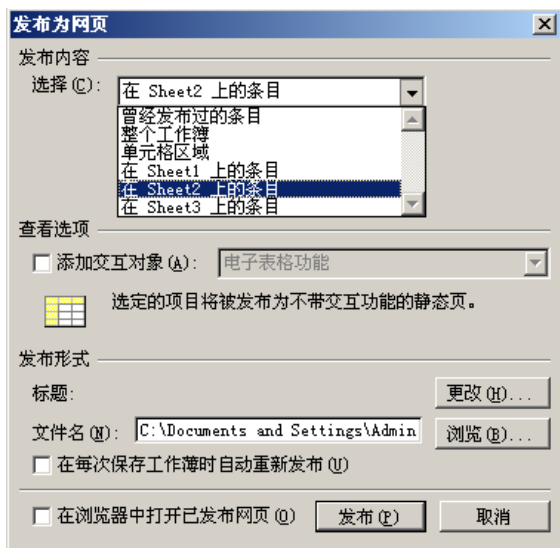 发布为网页
发布内容
选择(C): 在 Sheet2 上的条目
曾经发布过的条目
整个工作簿
单元格区域
在 Sheet1 上的条目
在 Sheet2 上的条目
在 Sheet3 上的条目
查看选项
添加交互对象(A): 电子表格功能
选定的项目将被发布为不带交互功能的静态页。
发布形式
标题: 更改(H)...
文件名(N): C:\Documents and Settings\Admin 浏览(B)...
在每次保存工作簿时自动重新发布(U)
在浏览器中打开已发布网页(O) 发布(P) 取消